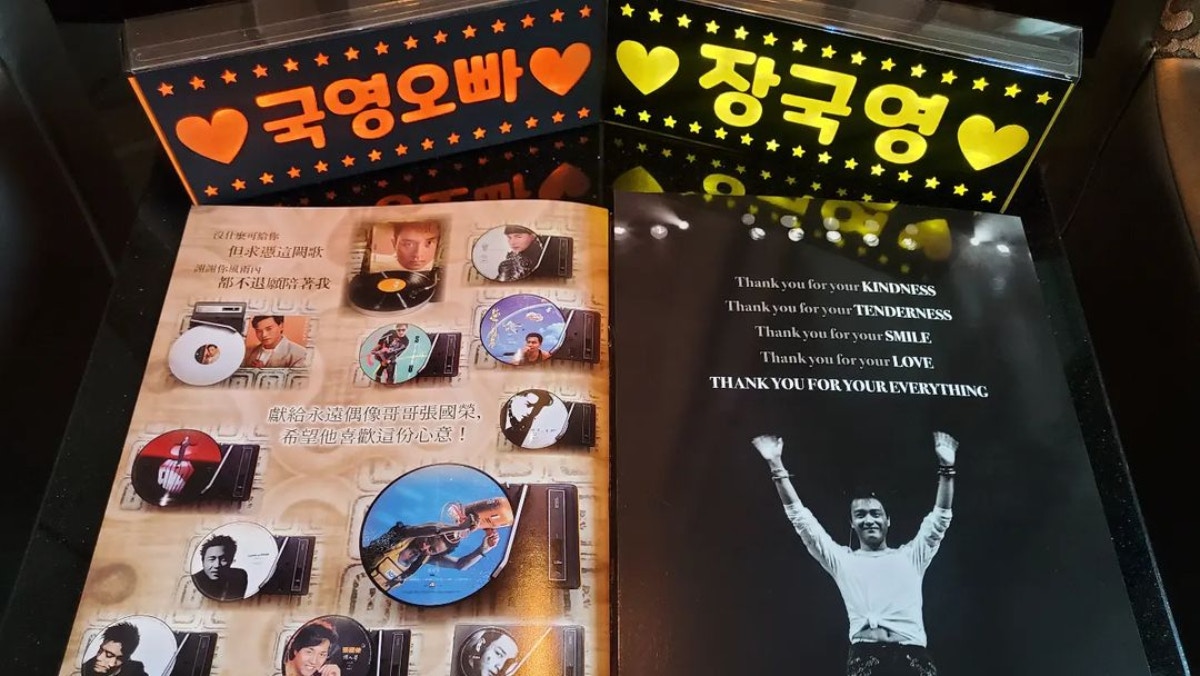 국영오빠
장국영
沒什麼可給你
但求憑這闋歌
謝謝你風雨內
都不退願陪著我
獻給永遠偶像哥哥張國榮,
希望他喜歡這份心意！
Thank you for your KINDNESS
Thank you for your TENDERNESS
Thank you for your SMILE
Thank you for your LOVE
THANK YOU FOR YOUR EVERYTHING